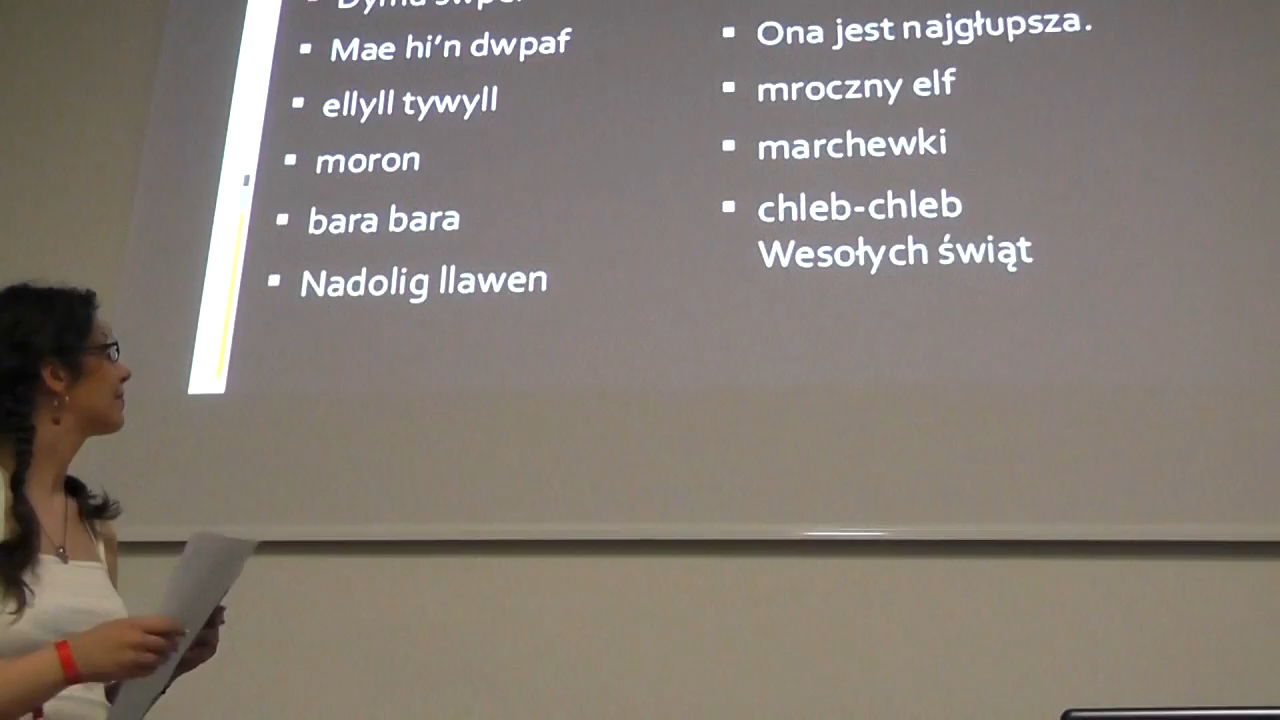 Mae hi'n dwpaf
ellyll tywyll
moron
bara bara
Nadolig llawen
Ona jest najgłupsza.
mroczny elf
marchewki
chleb-chleb
Wesołych świąt